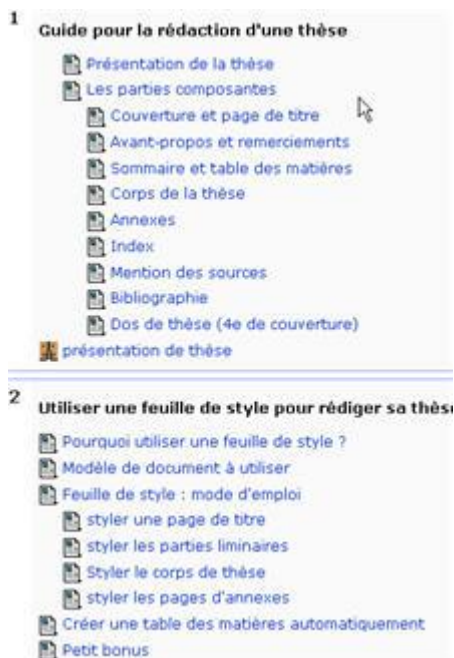 1
Guide pour la rédaction d'une thèse
Présentation de la thèse
Les parties composantes
Couverture et page de titre
Avant-propos et remerciements
Sommaire et table des matières
Corps de la thèse
Annexes
Index
Mention des sources
Bibliographie
Dos de thèse (4e de couverture)
présentation de thèse
2
Utiliser une feuille de style pour rédiger sa thèse
Pourquoi utiliser une feuille de style ?
Modèle de document à utiliser
Feuille de style : mode d'emploi
styler une page de titre
styler les parties liminaires
Styler le corps de thèse
styler les pages d'annexes
Créer une table des matières automatiquement
Petit bonus